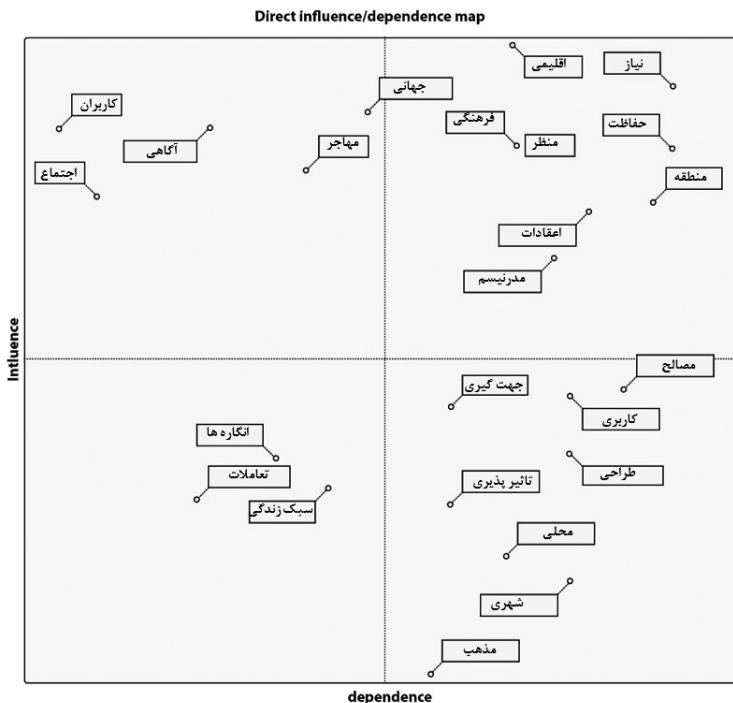 Direct influence/dependence map
اقلیمی
نیاز
جهانی
کاربران
فرهنگی
حفاظت
منظر
مهاجر
آگاهی
اجتماع
منطقه
اعقادات
مدرنیسم
Intluence
مصالح
جهت گیری
کاربری
انگاره ها
طراحی
تعاملات
تاثیر پذیری
سبک زندگی
محلی
شهری
مذهب
dependence